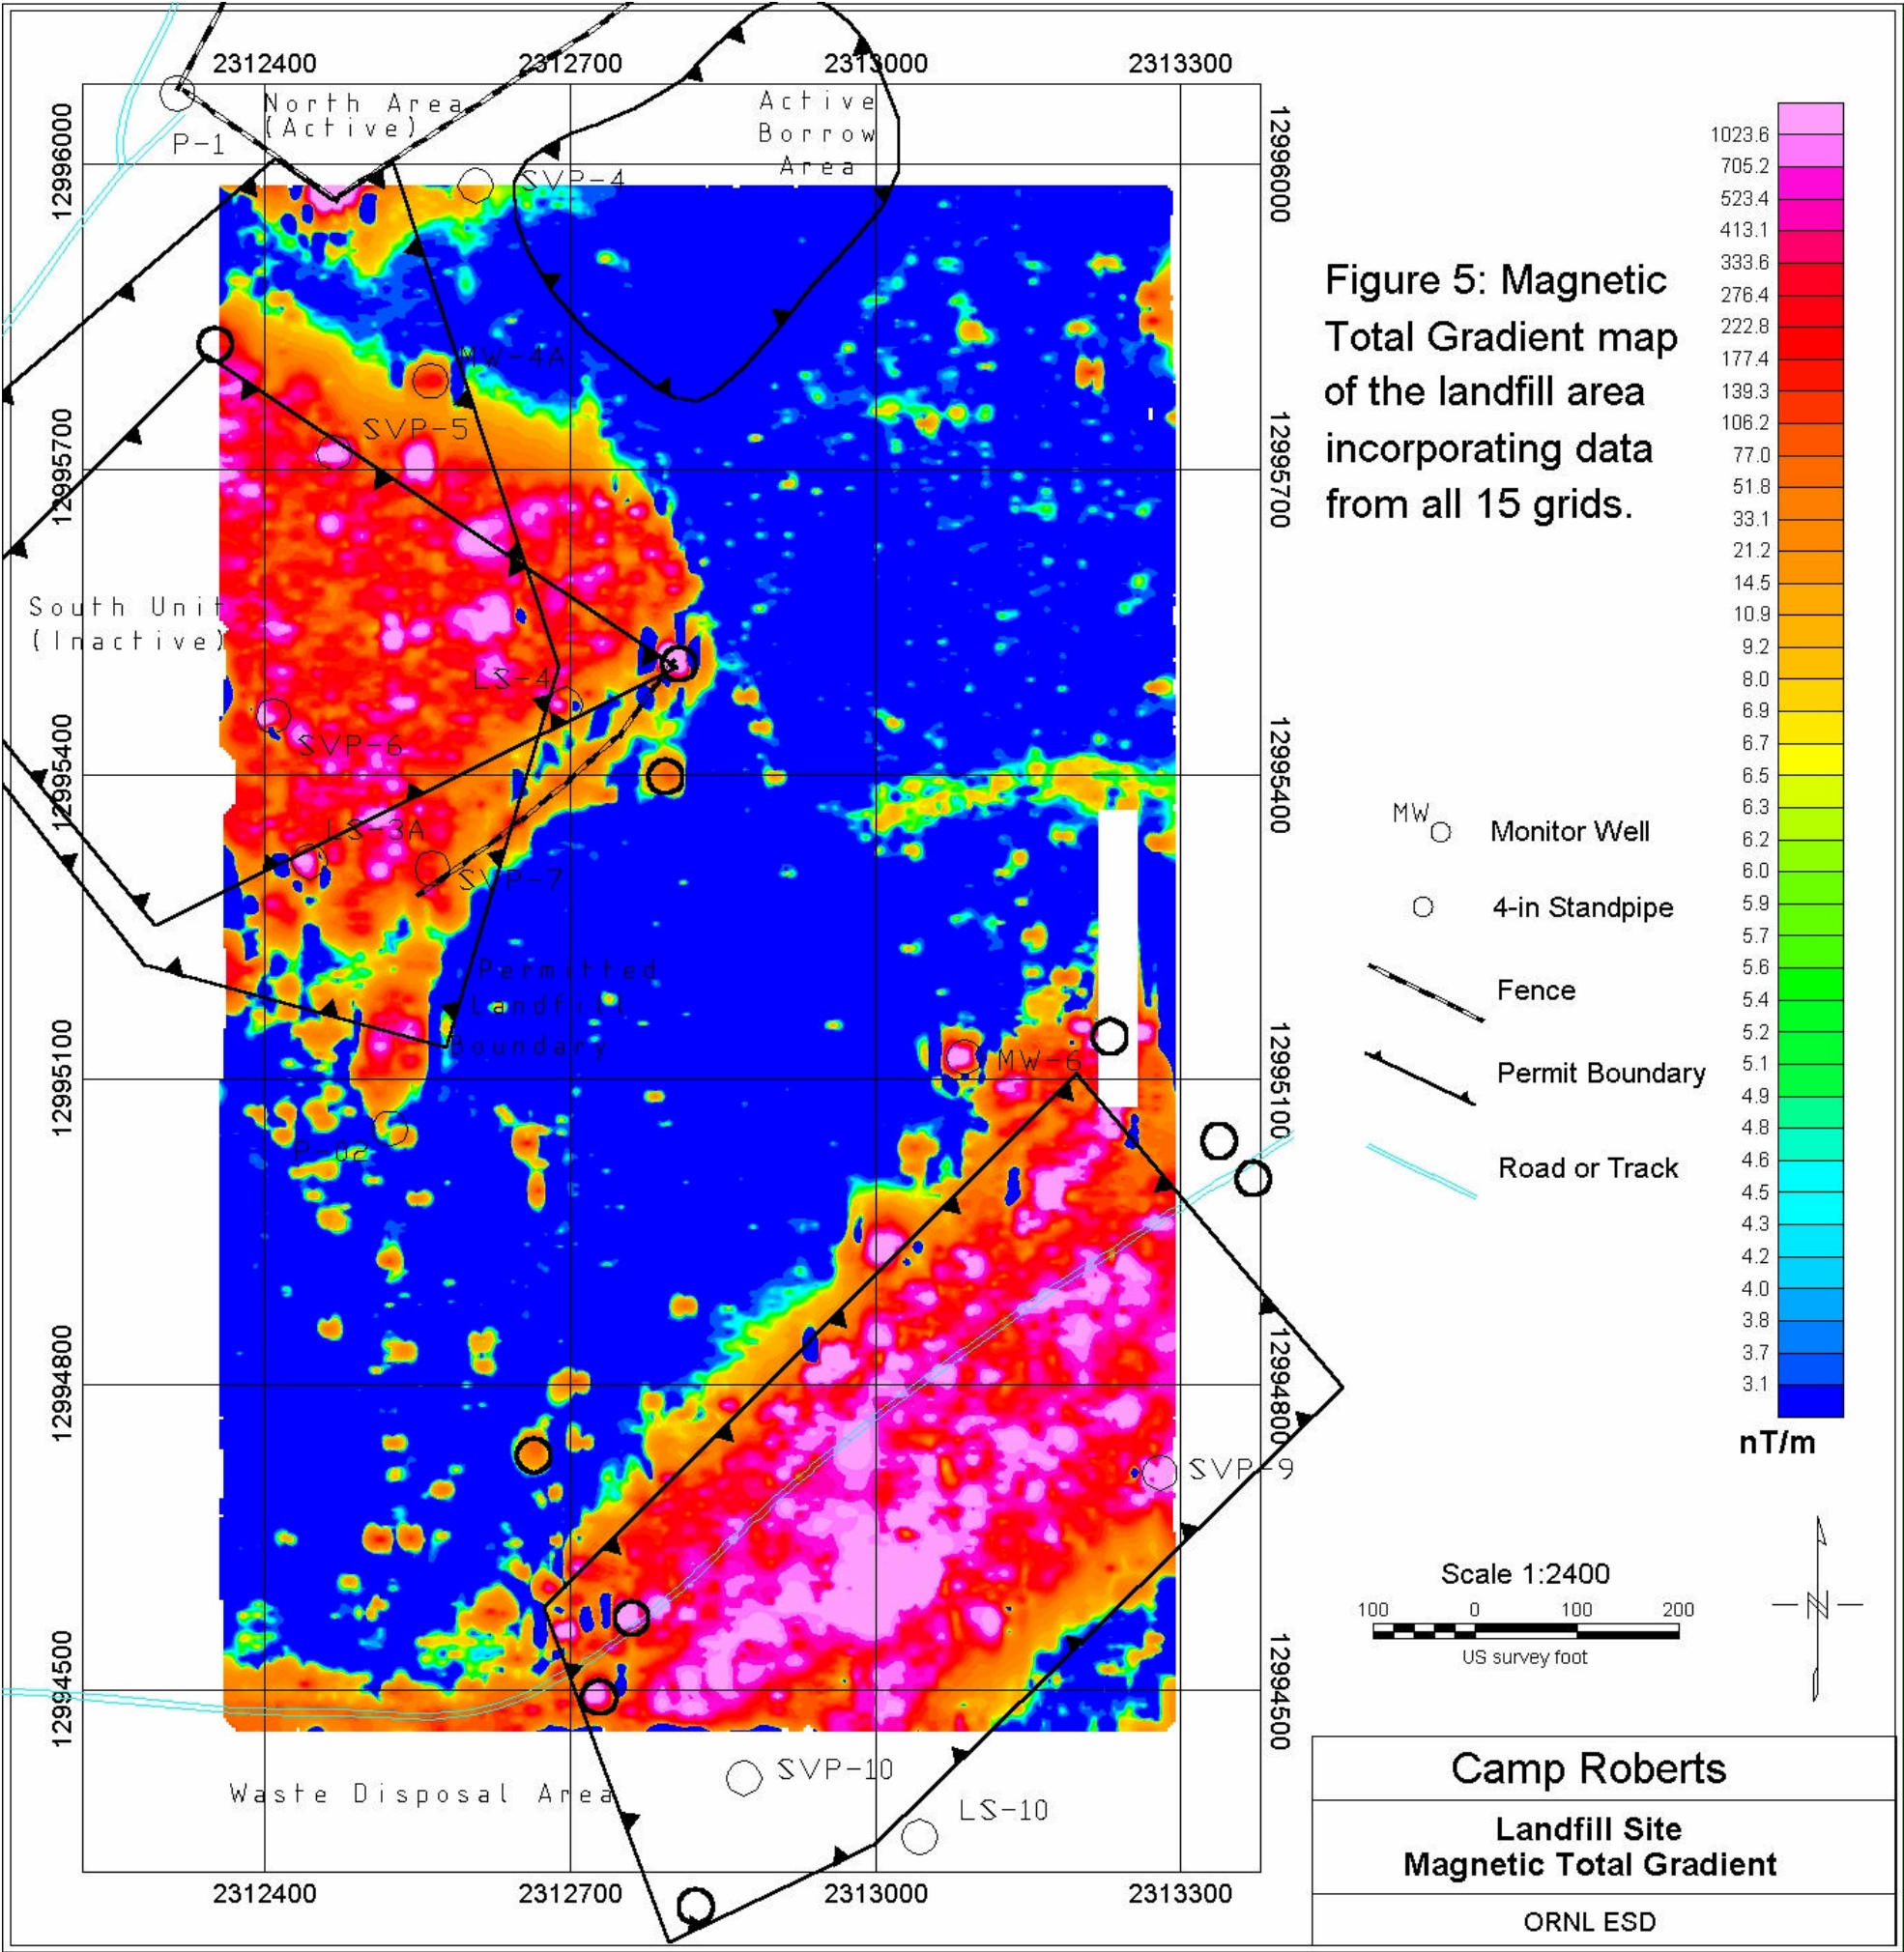 2312400 2312700 2313000 2313300
North Area
(Active)
P-1
SVP-4
Active
Borrow
Area
MW-4A
SVP-5
South Unit
(Inactive)
LS-4
SVP-6
LS-3A
SVP-7
Permitted
Landfill
Boundary
MW-6
P-02
SVP-9
SVP-10
LS-10
Waste Disposal Area
12996000
12995700
12995400
12995100
12994800
12994500
12996000
12995700
12995400
12995100
12994800
12994500
2312400 2312700 2313000 2313300
Figure 5: Magnetic
Total Gradient map
of the landfill area
incorporating data
from all 15 grids.
MW
Monitor Well
4-in Standpipe
Fence
Permit Boundary
Road or Track
1023.6
705.2
523.4
413.1
333.6
276.4
222.8
177.4
139.3
106.2
77.0
51.8
33.1
21.2
14.5
10.9
9.2
8.0
6.9
6.7
6.5
6.3
6.2
6.0
5.9
5.7
5.6
5.4
5.2
5.1
4.9
4.8
4.6
4.5
4.3
4.2
4.0
3.8
3.7
3.1
nT/m
Scale 1:2400
100 0 100 200
US survey foot
N
Camp Roberts
Landfill Site
Magnetic Total Gradient
ORNL ESD